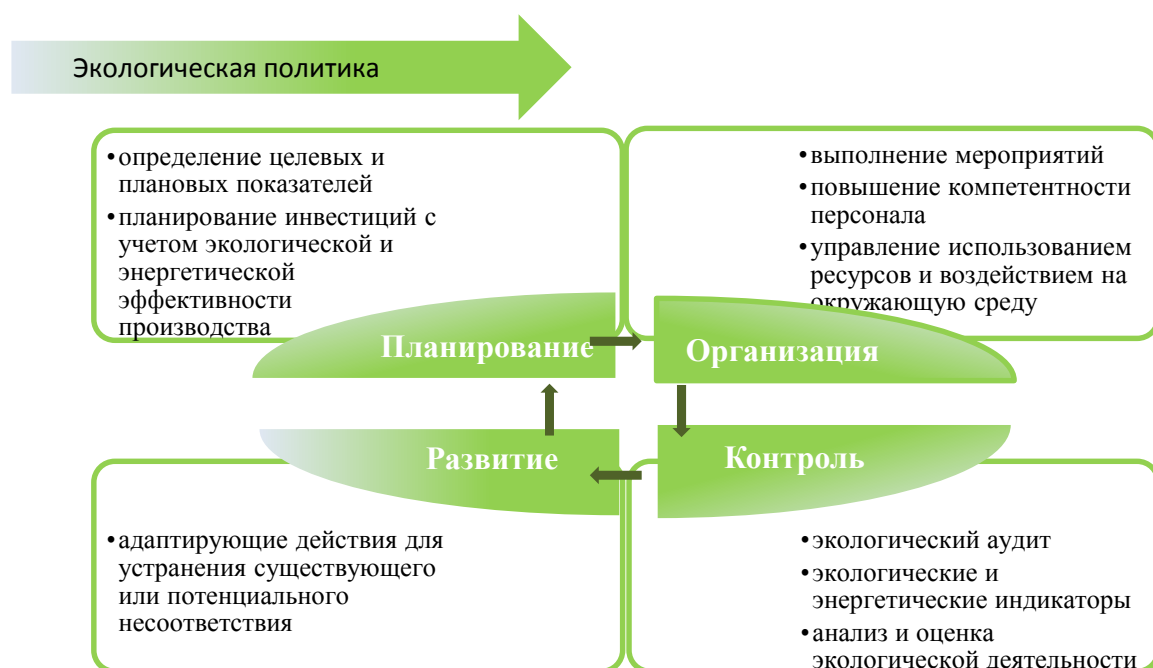 Экологическая политика
•определение целевых и
плановых показателей
•планирование инвестиций с
учетом экологической и
энергетической
эффективности
производства
•выполнение мероприятий
•повышение компетентности
персонала
•управление использованием
ресурсов и воздействием на
окружающую среду
Планирование
Организация
Развитие
Контроль
•адаптирующие действия для
устранения существующего
или потенциального
несоответствия
•экологический аудит
•экологические и
энергетические индикаторы
•анализ и оценка
экологической деятельности